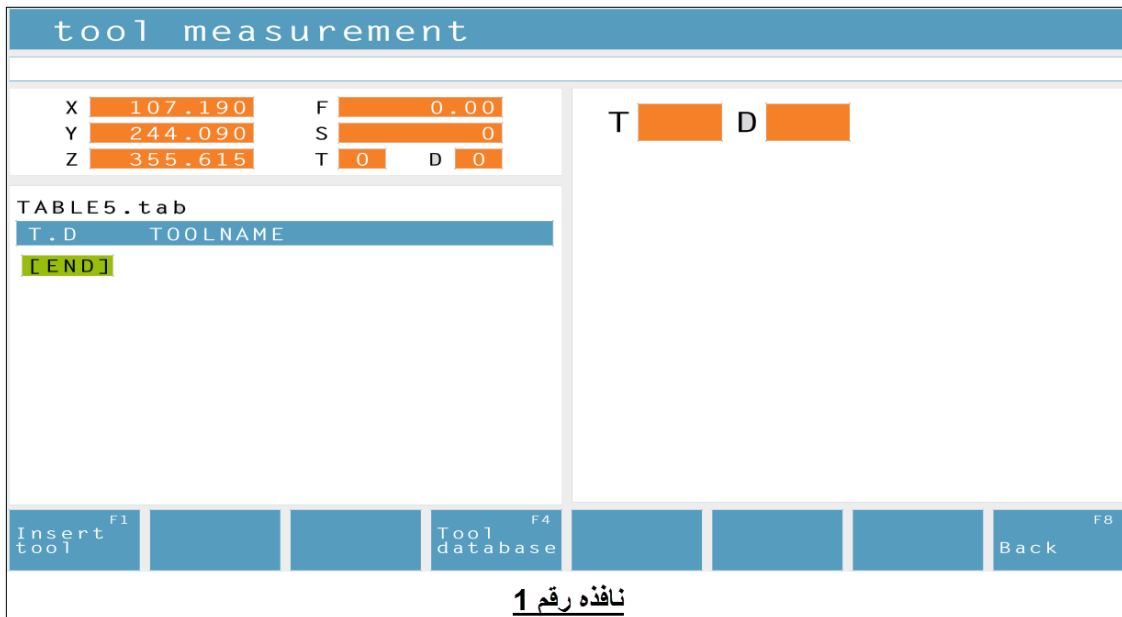 tool measurement
X 107.190 F 0.00
Y 244.090 S 0
Z 355.615 T 0 D 0
T D
TABLE5.tab
T.D TOOLNAME
[END]
F1 Insert tool
F4 Tool database
F8 Back
نافذه رقم 1